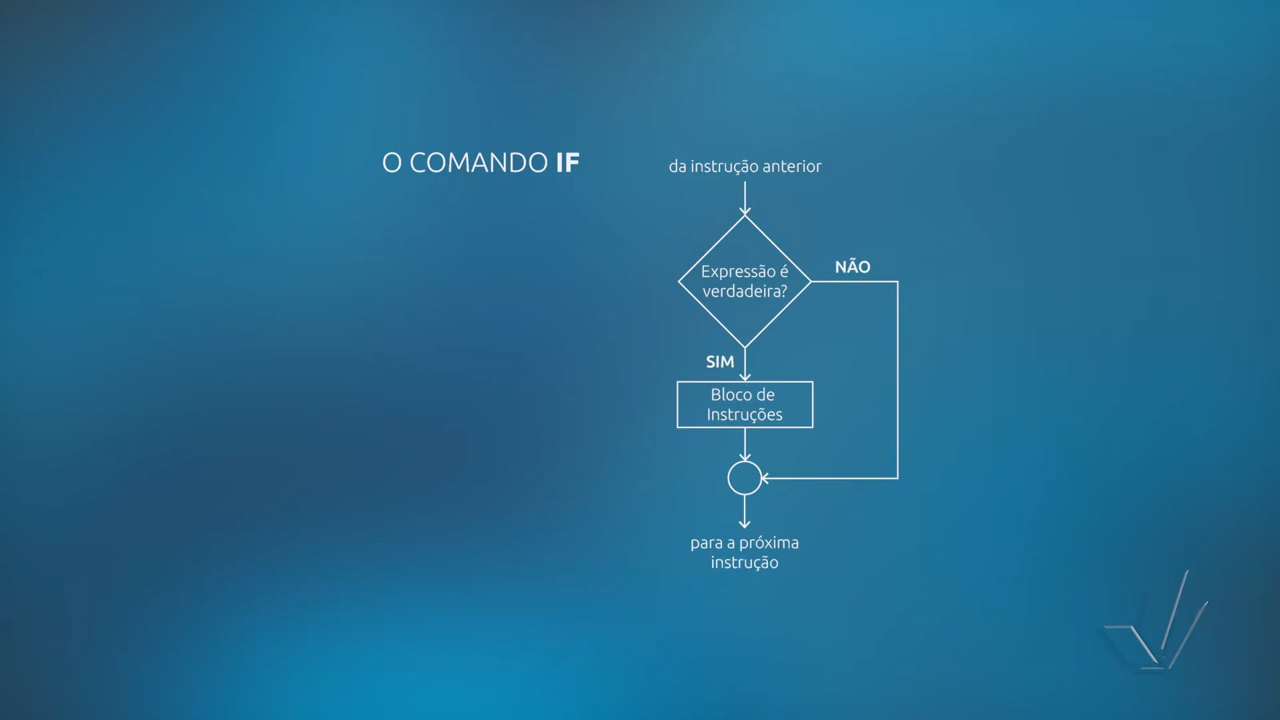 O COMANDO IF
da instrução anterior
Expressão é
verdadeira?
NÃO
SIM
Bloco de
Instruções
para a próxima
instrução